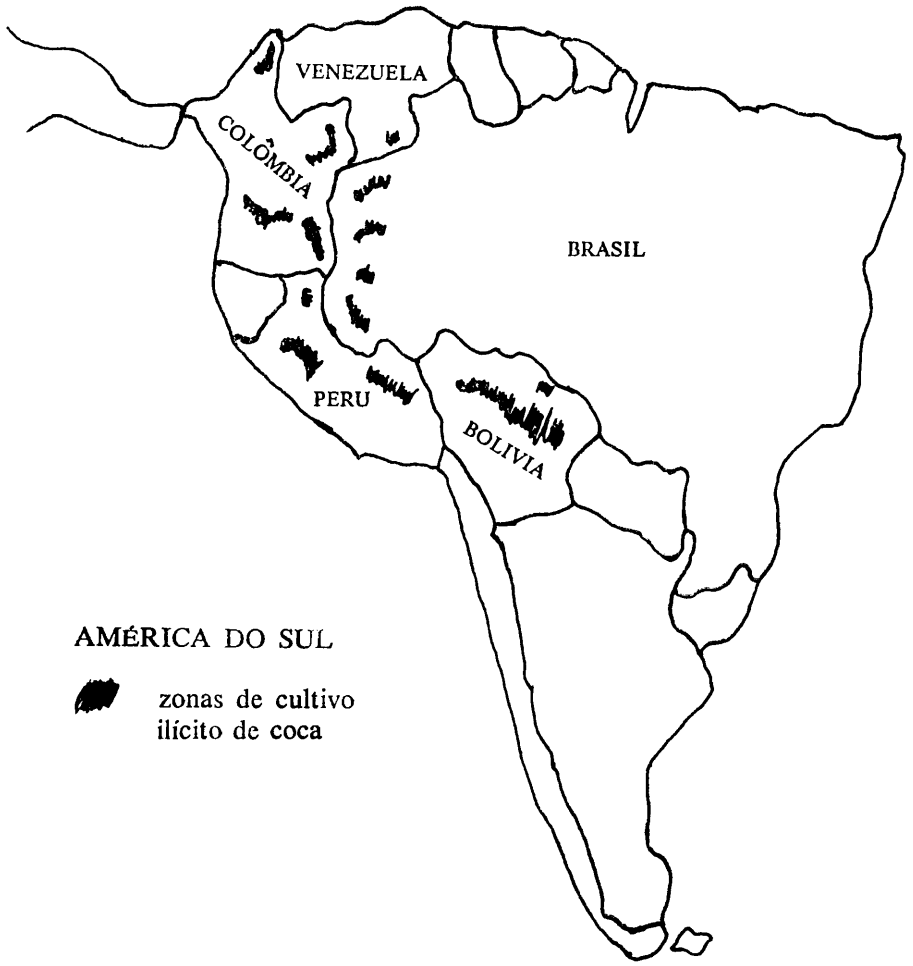 VENEZUELA
COLÔMBIA
BRASIL
PERU
BOLIVIA
AMÉRICA DO SUL
zonas de cultivo
ilícito de coca